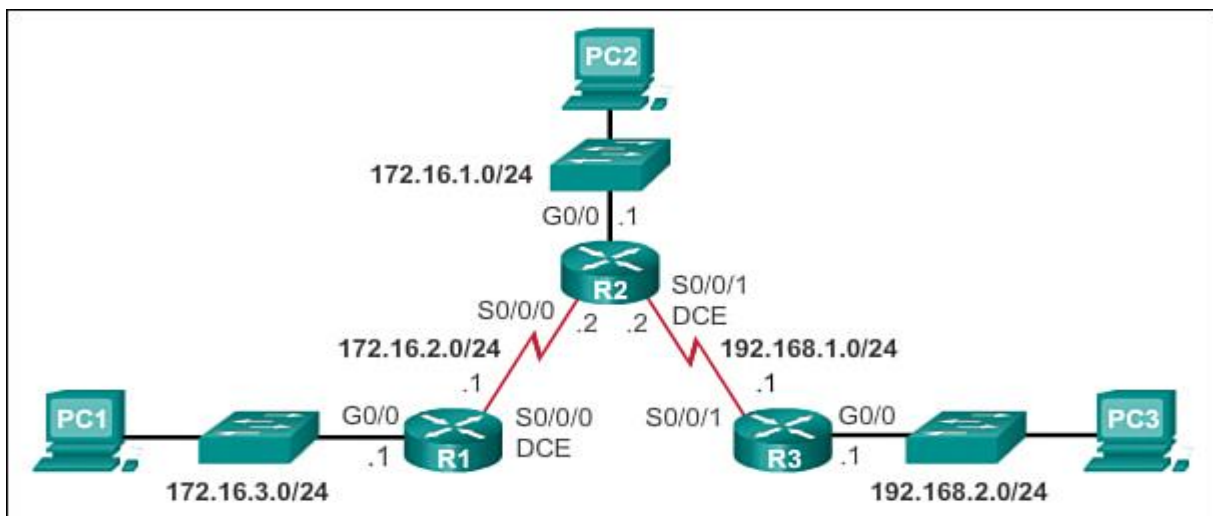 PC2
172.16.1.0/24
G0/0 .1
R2
S0/0/1
DCE
S0/0/0
.2 .2
172.16.2.0/24
192.168.1.0/24
.1
.1
PC1
G0/0
S0/0/0
DCE
.1
R1
172.16.3.0/24
S0/0/1
G0/0
R3
.1
PC3
192.168.2.0/24